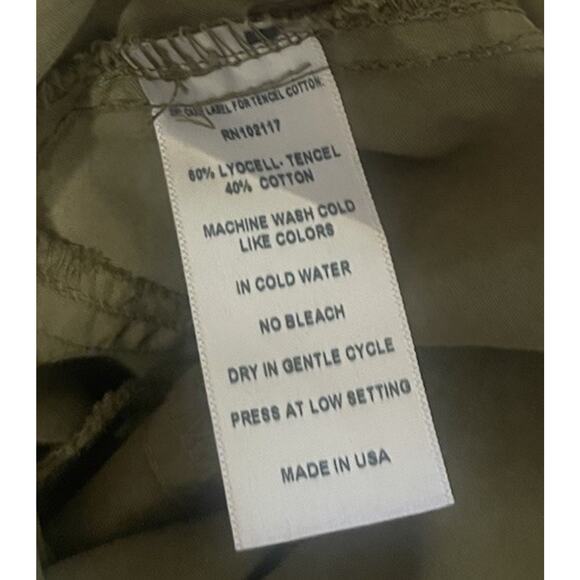 CARE LABEL FOR TENCEL COTTON:
RN102117
60% LYOCELL- TENCEL
40% COTTON
MACHINE WASH COLD
LIKE COLORS
IN COLD WATER
NO BLEACH
DRY IN GENTLE CYCLE
PRESS AT LOW SETTING
MADE IN USA